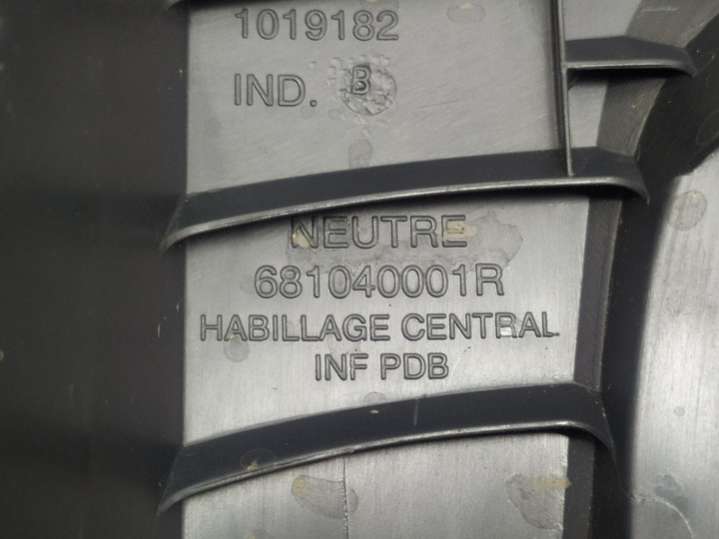 1019182
IND. B
NEUTRE
681040001R
HABILLAGE CENTRAL
INF PDB